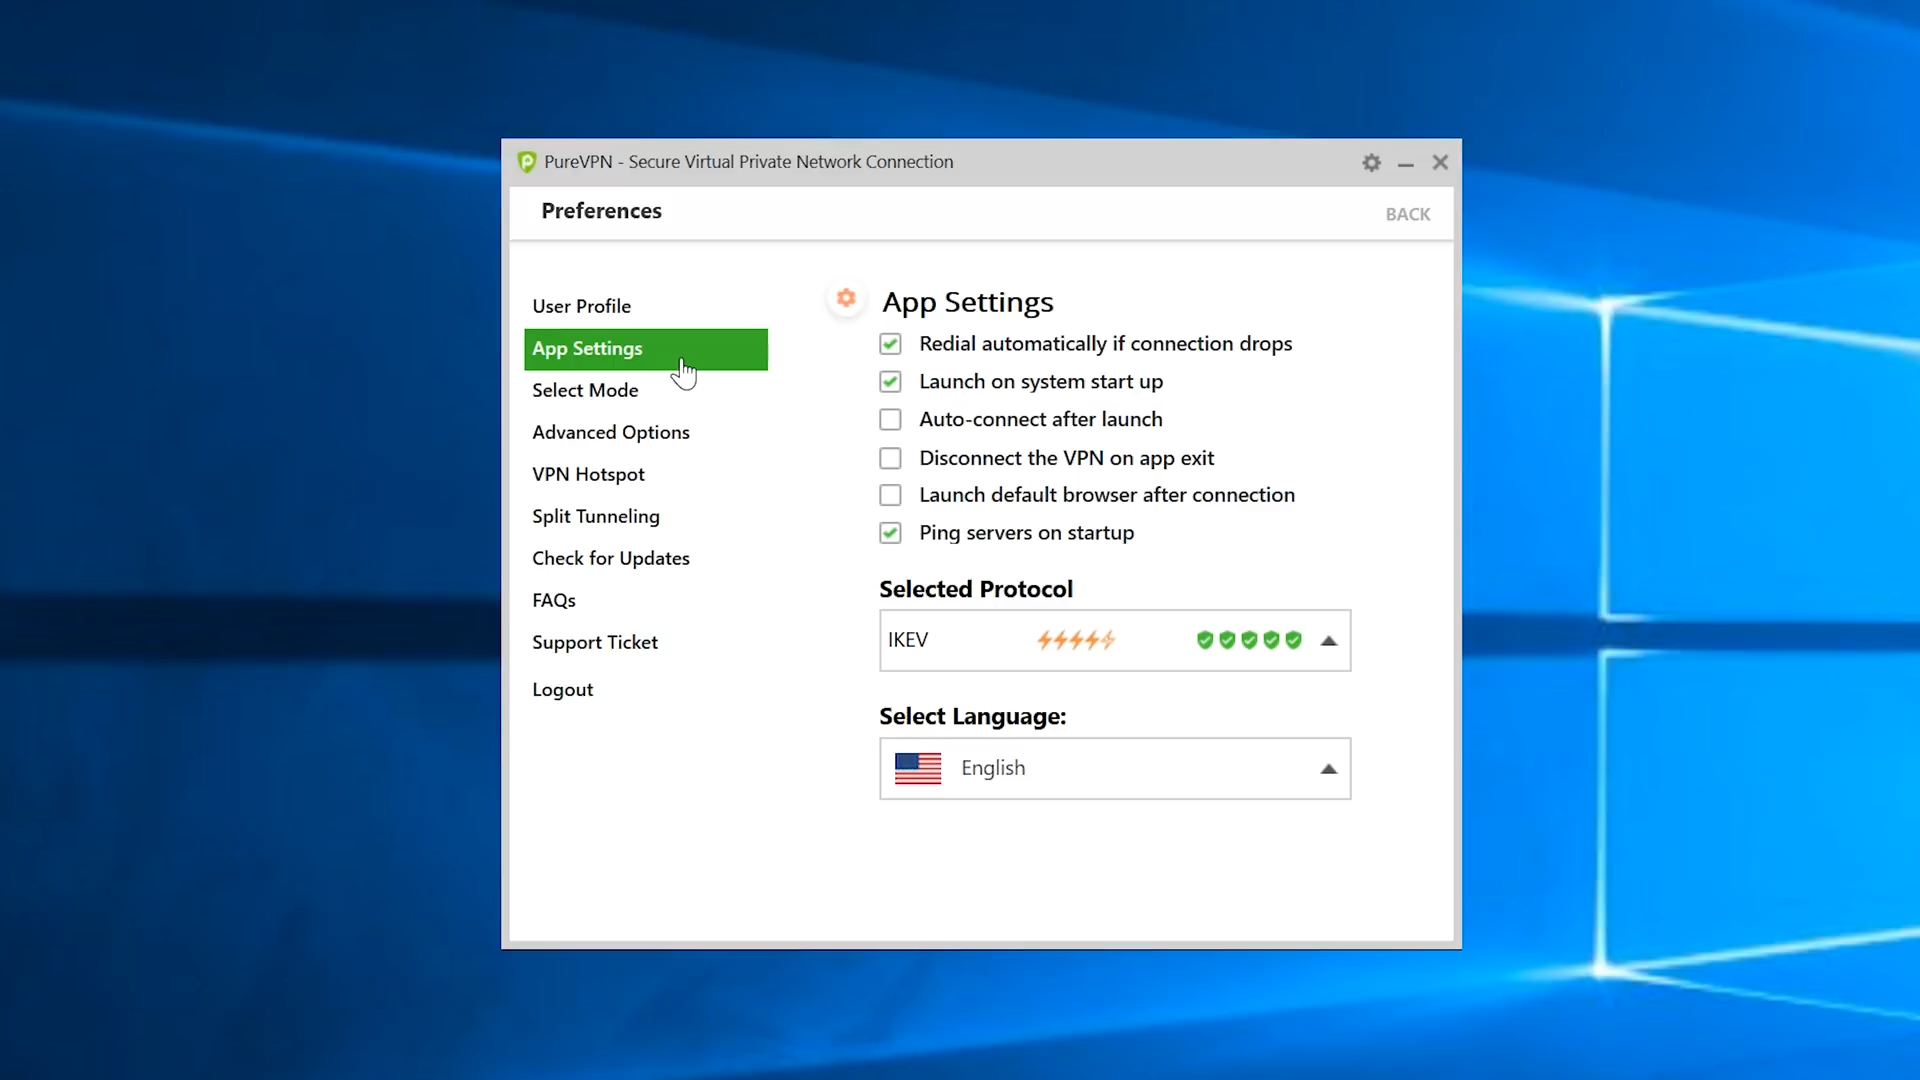 PureVPN - Secure Virtual Private Network Connection
Preferences
BACK
User Profile
App Settings
Select Mode
Advanced Options
VPN Hotspot
Split Tunneling
Check for Updates
FAQs
Support Ticket
Logout
App Settings
Redial automatically if connection drops
Launch on system start up
Auto-connect after launch
Disconnect the VPN on app exit
Launch default browser after connection
Ping servers on startup
Selected Protocol
IKEV
Select Language:
English